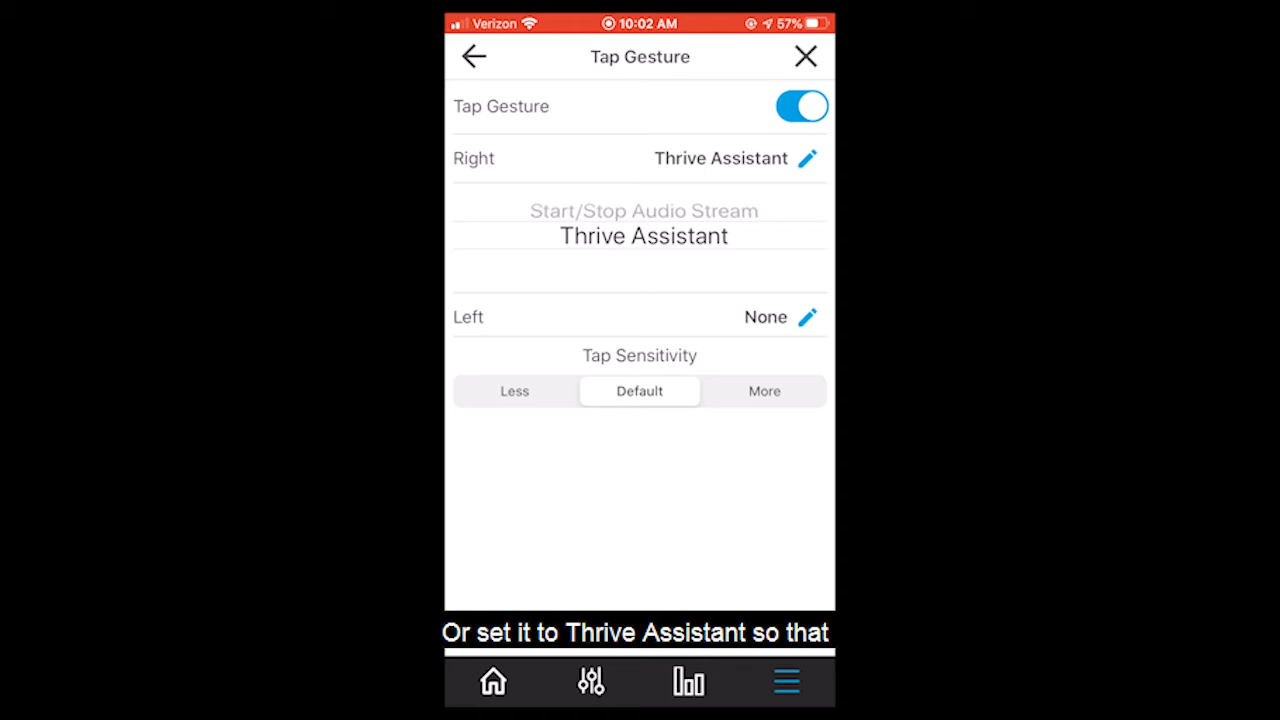 Verizon 10:02 AM 57%
Tap Gesture
Tap Gesture
Right Thrive Assistant
Start/Stop Audio Stream
Thrive Assistant
Left None
Tap Sensitivity
Less Default More
Or set it to Thrive Assistant so that